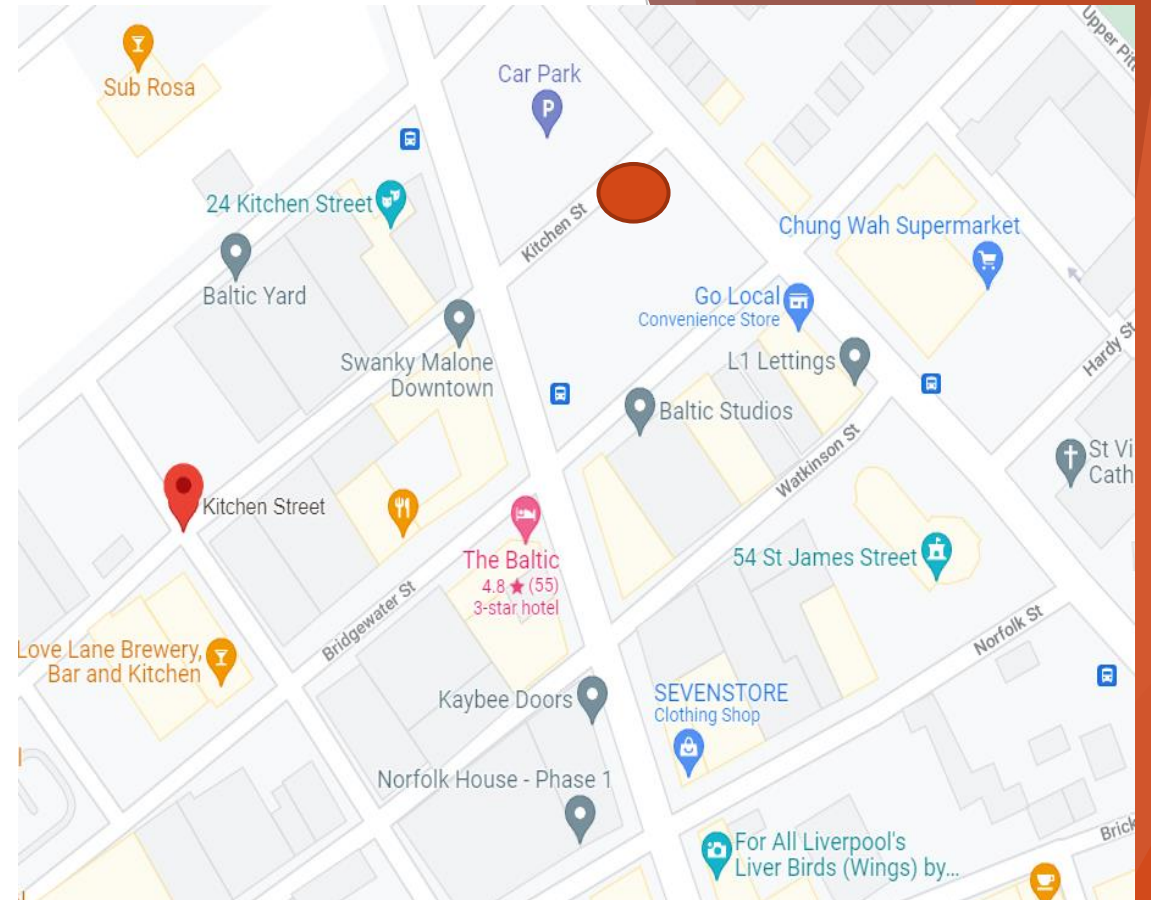 Sub Rosa
Car Park
P
Upper Pit
24 Kitchen Street
Kitchen St
Chung Wah Supermarket
Baltic Yard
Go Local
Convenience Store
Hardy St
Swanky Malone
Downtown
L1 Lettings
Baltic Studios
Watkinson St
St Vi
Cath
Kitchen Street
The Baltic
4.8 ★ (55)
3-star hotel
54 St James Street
Bridgewater St
Norfolk St
Love Lane Brewery,
Bar and Kitchen
Kaybee Doors
SEVENSTORE
Clothing Shop
Norfolk House - Phase 1
For All Liverpool's
Liver Birds (Wings) by...
Brick